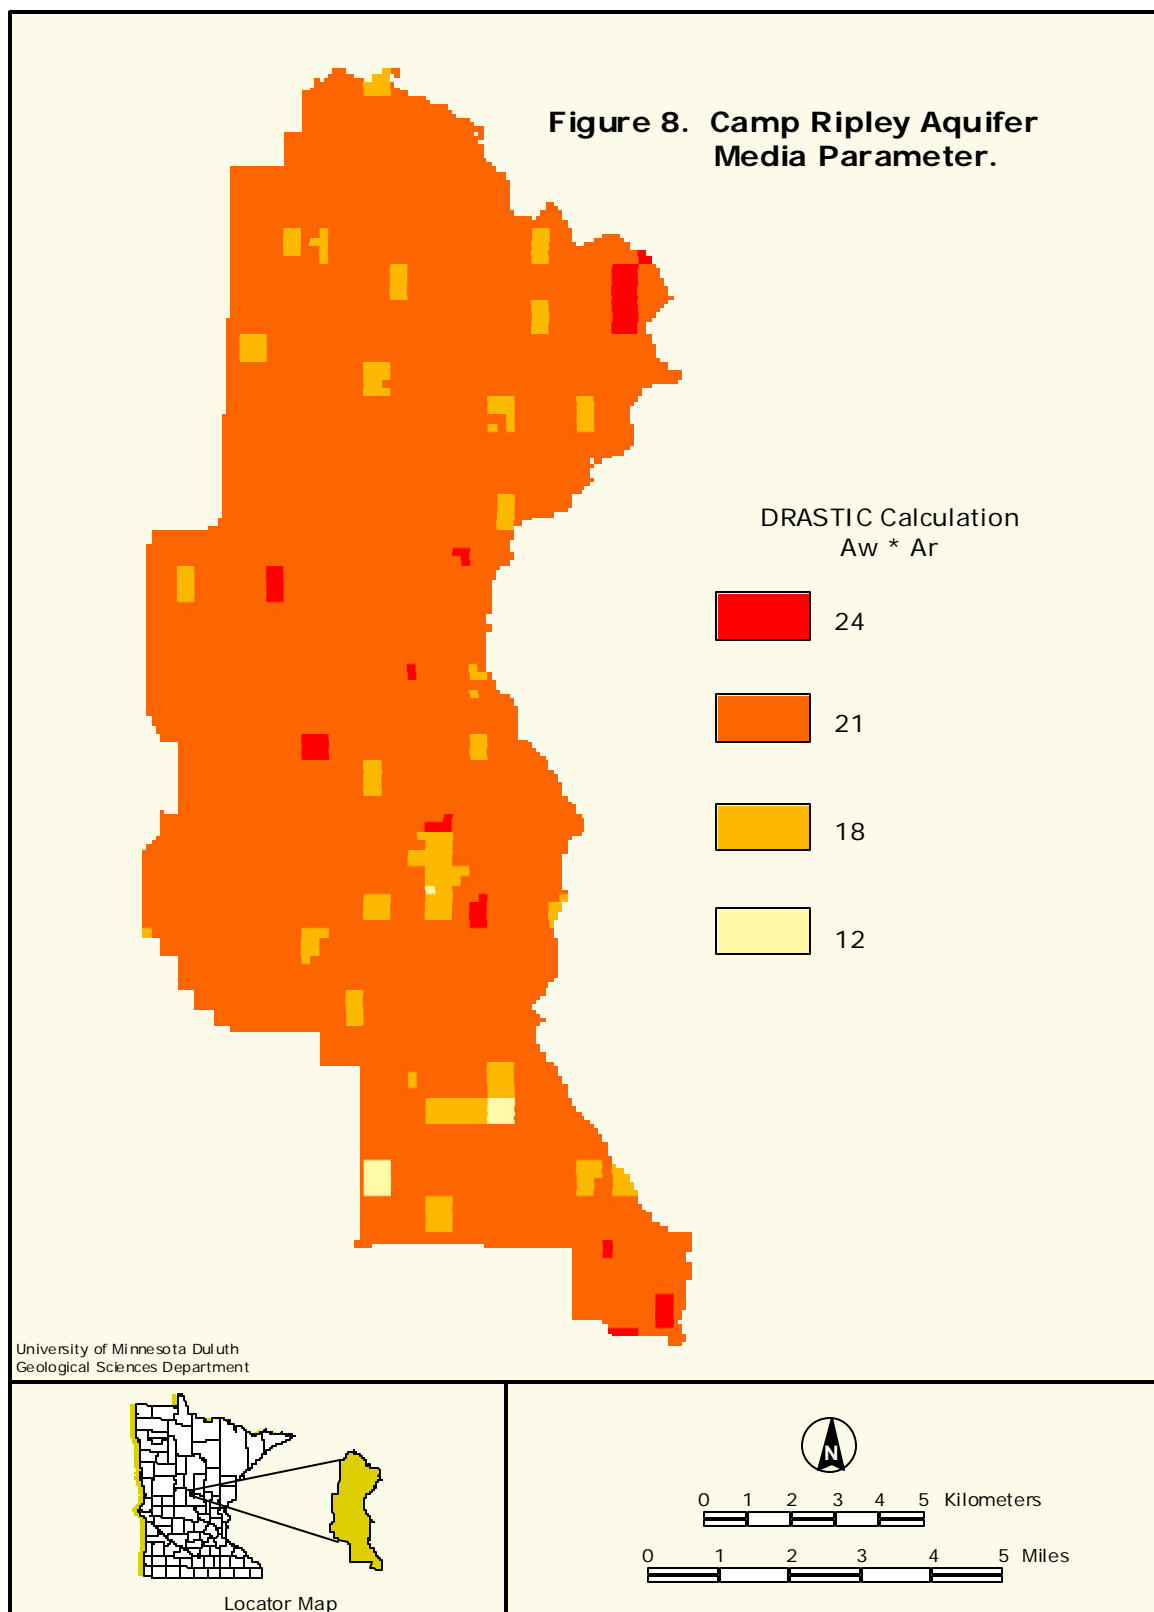 Figure 8. Camp Ripley Aquifer
Media Parameter.
DRASTIC Calculation
Aw * Ar
24
21
18
12
University of Minnesota Duluth
Geological Sciences Department
Locator Map
N
0 1 2 3 4 5 Kilometers
0 1 2 3 4 5 Miles